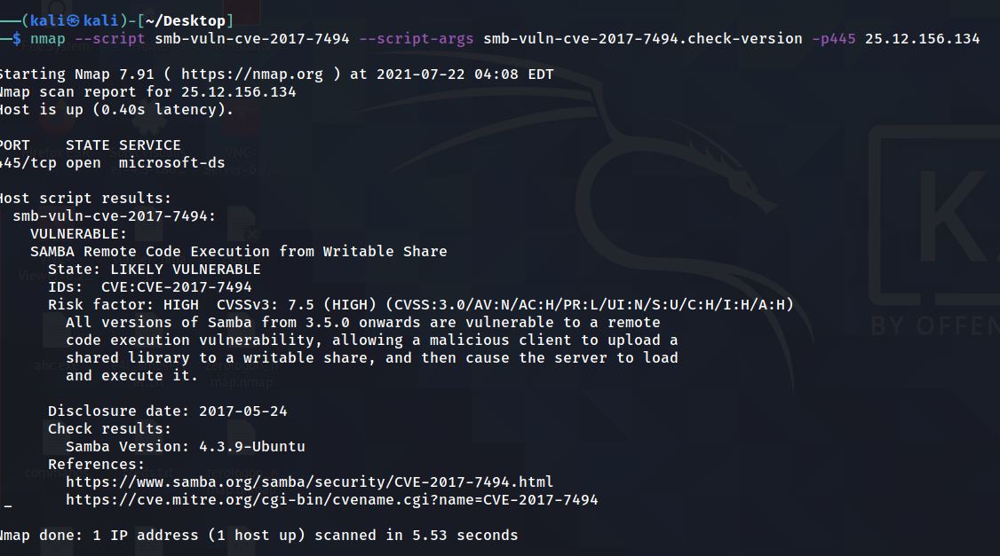 (kali㉿kali)-[~/Desktop]
$ nmap --script smb-vuln-cve-2017-7494 --script-args smb-vuln-cve-2017-7494.check-version -p445 25.12.156.134
Starting Nmap 7.91 ( https://nmap.org ) at 2021-07-22 04:08 EDT
Nmap scan report for 25.12.156.134
Host is up (0.40s latency).
PORT STATE SERVICE
445/tcp open microsoft-ds
Host script results:
smb-vuln-cve-2017-7494:
VULNERABLE:
SAMBA Remote Code Execution from Writable Share
State: LIKELY VULNERABLE
IDs: CVE:CVE-2017-7494
Risk factor: HIGH CVSSv3: 7.5 (HIGH) (CVSS:3.0/AV:N/AC:H/PR:L/UI:N/S:U/C:H/I:H/A:H)
All versions of Samba from 3.5.0 onwards are vulnerable to a remote
code execution vulnerability, allowing a malicious client to upload a
shared library to a writable share, and then cause the server to load
and execute it.
Disclosure date: 2017-05-24
Check results:
Samba Version: 4.3.9-Ubuntu
References:
https://www.samba.org/samba/security/CVE-2017-7494.html
_ https://cve.mitre.org/cgi-bin/cvename.cgi?name=CVE-2017-7494
Nmap done: 1 IP address (1 host up) scanned in 5.53 seconds
K
BY OFFEN
map.nmap